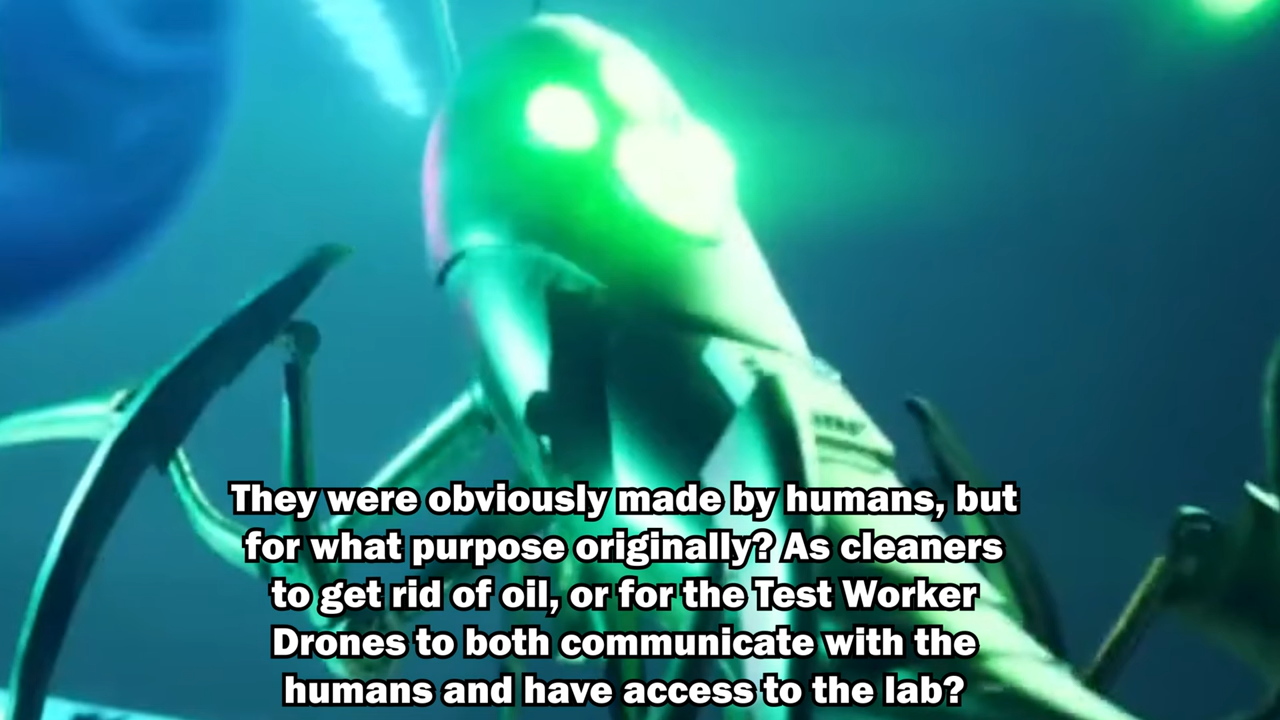 They were obviously made by humans, but
for what purpose originally? As cleaners
to get rid of oil, or for the Test Worker
Drones to both communicate with the
humans and have access to the lab?